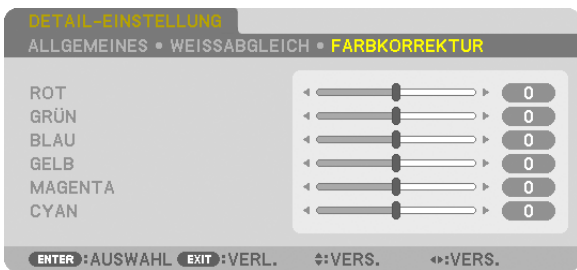 DETAIL-EINSTELLUNG
ALLGEMEINES • WEISSABGLEICH • FARBKORREKTUR
ROT 0
GRÜN 0
BLAU 0
GELB 0
MAGENTA 0
CYAN 0
ENTER :AUSWAHL EXIT :VERL. :VERS. :VERS.